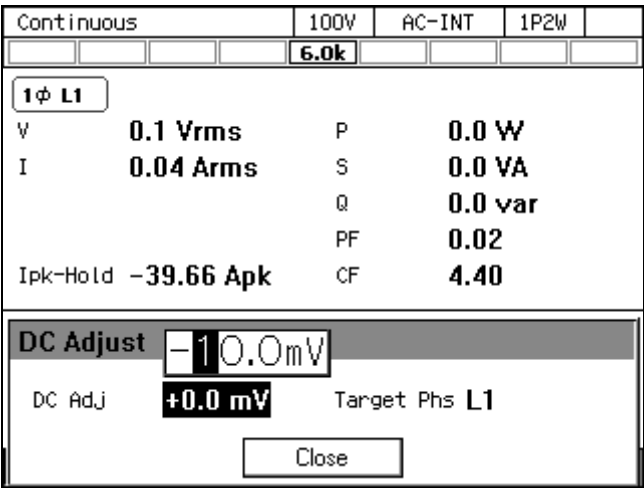 Continuous 100V AC-INT 1P2W
6.0k
1ϕ L1
V 0.1 Vrms P 0.0 W
I 0.04 Arms S 0.0 VA
Q 0.0 var
PF 0.02
Ipk-Hold -39.66 Apk CF 4.40
DC Adjust -10.0mV
DC Adj +0.0 mV Target Phs L1
Close